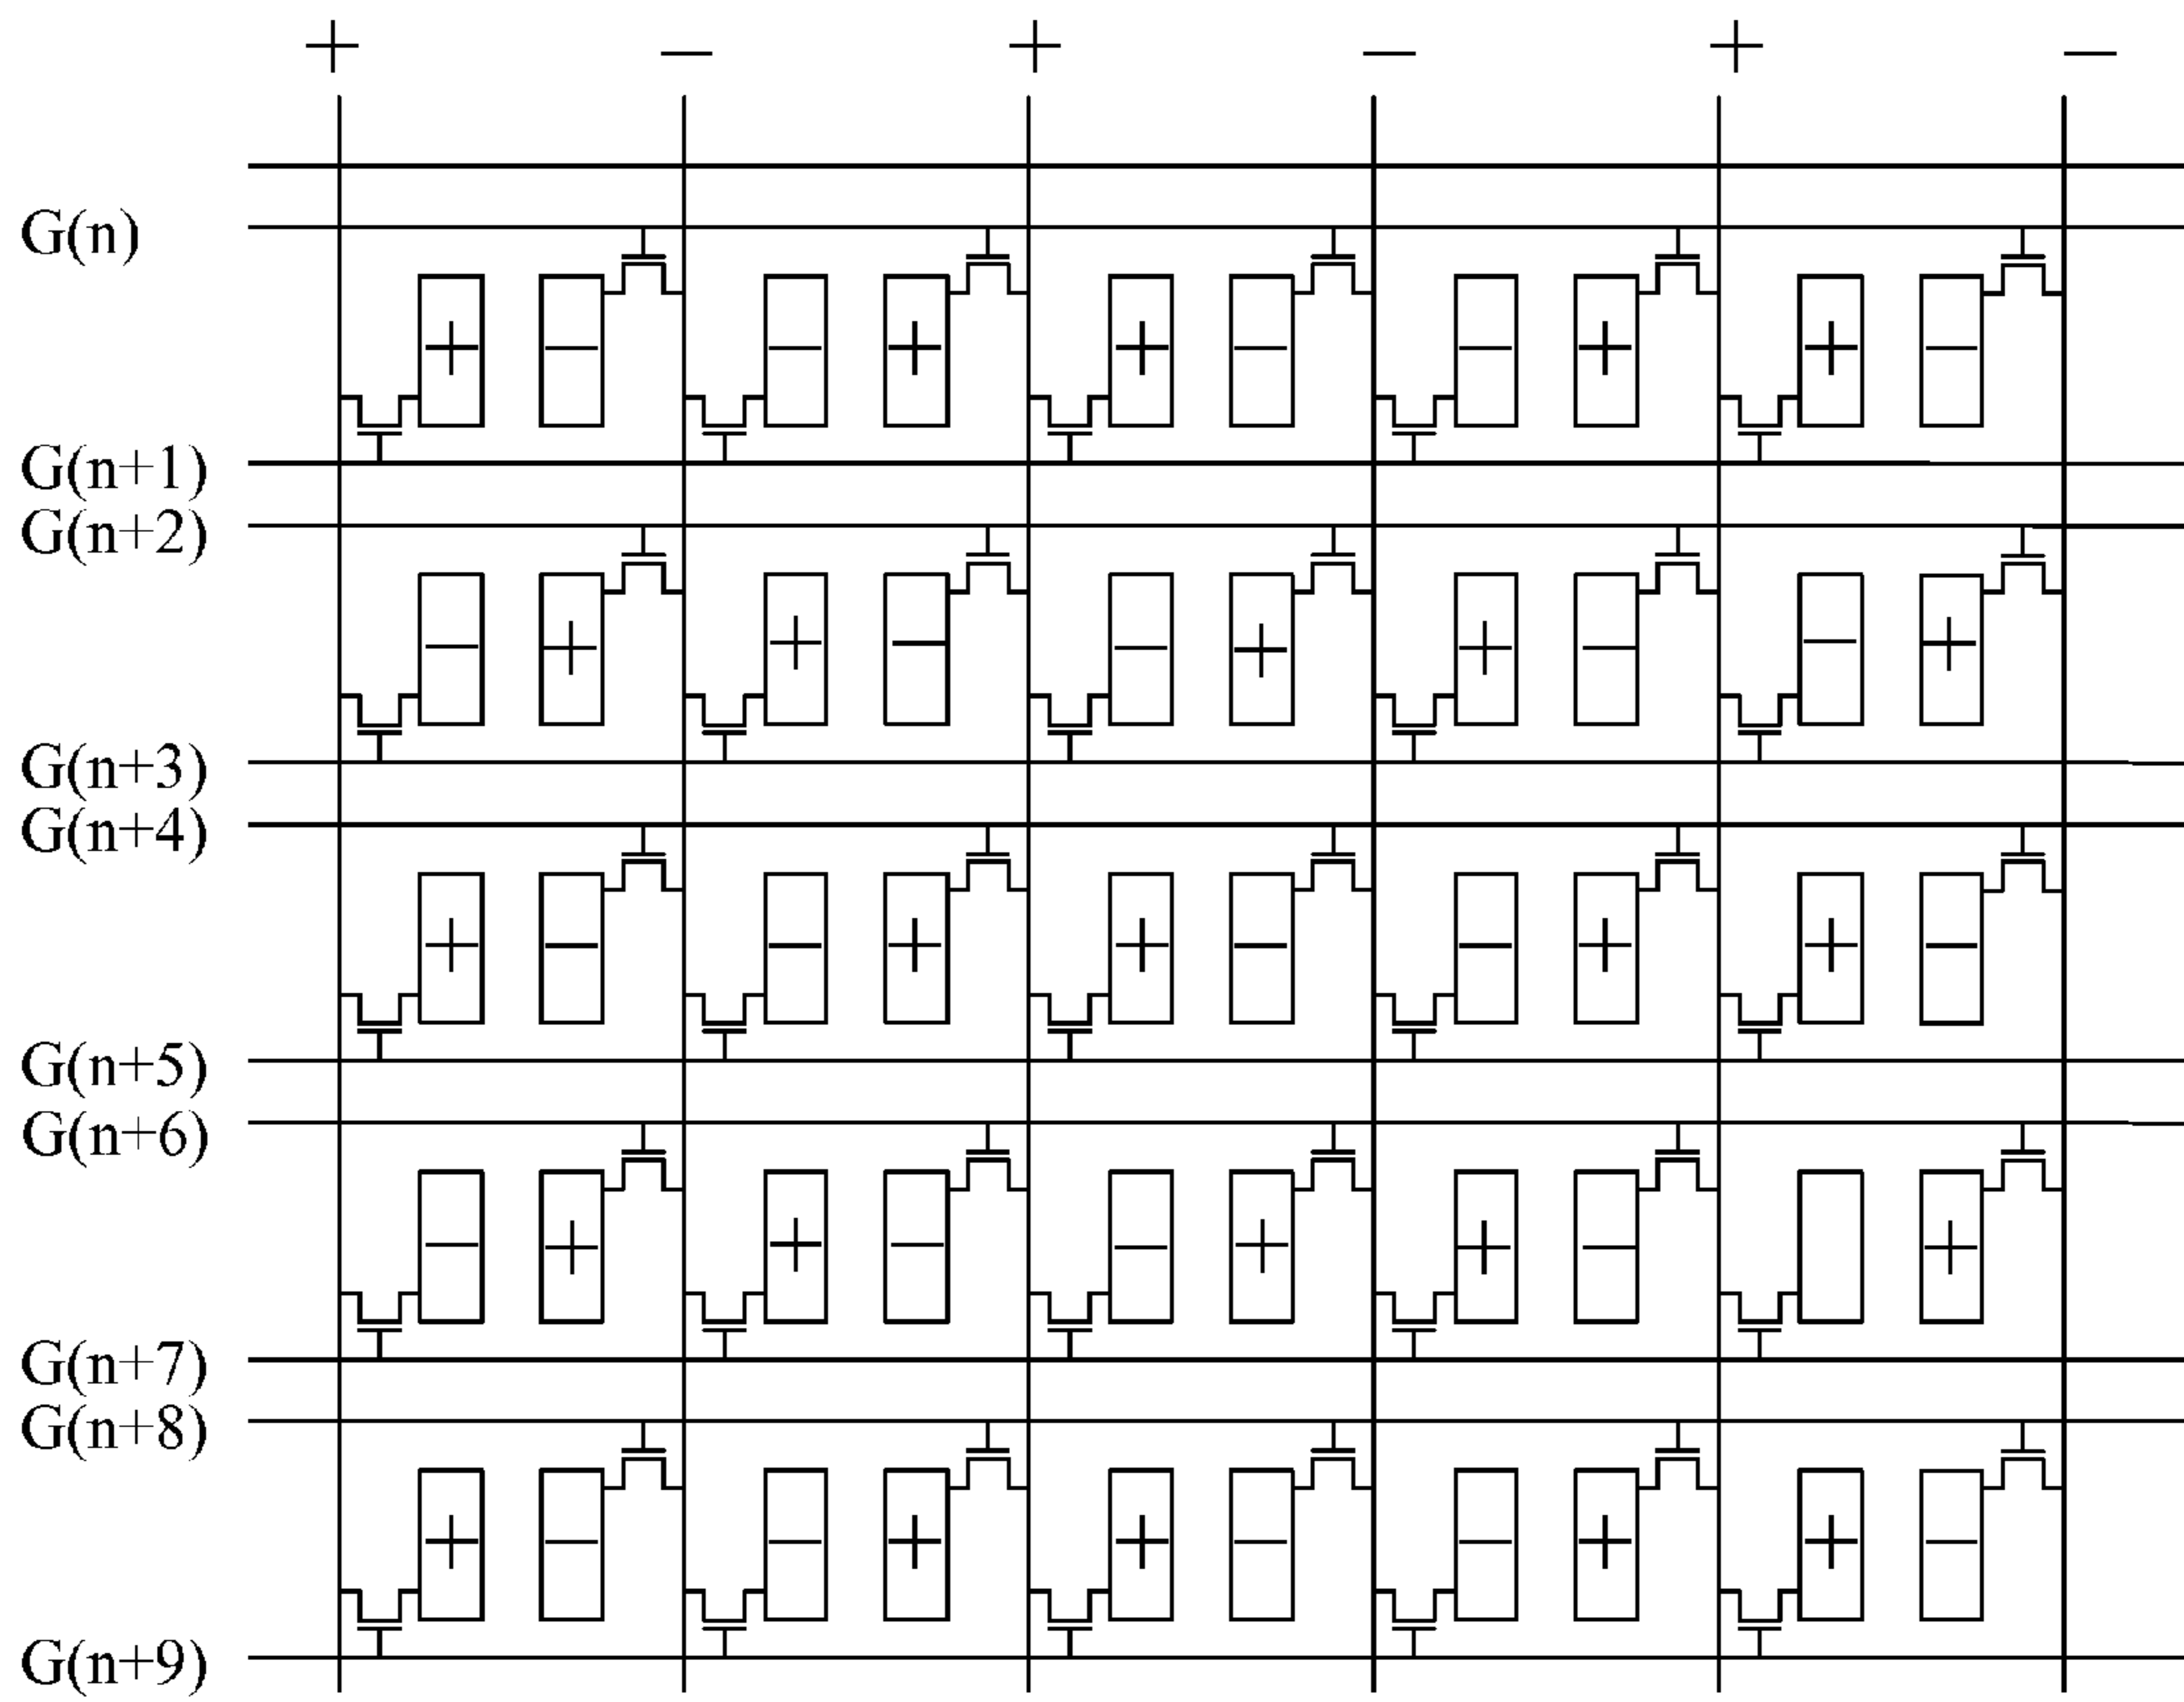 + — + — + —
G(n)
+ — — + + — — + + —
G(n+1)
G(n+2)
— + + — — + + — — +
G(n+3)
G(n+4)
+ — — + + — — + + —
G(n+5)
G(n+6)
— + + — — + + — +
G(n+7)
G(n+8)
+ — — + + — — + + —
G(n+9)